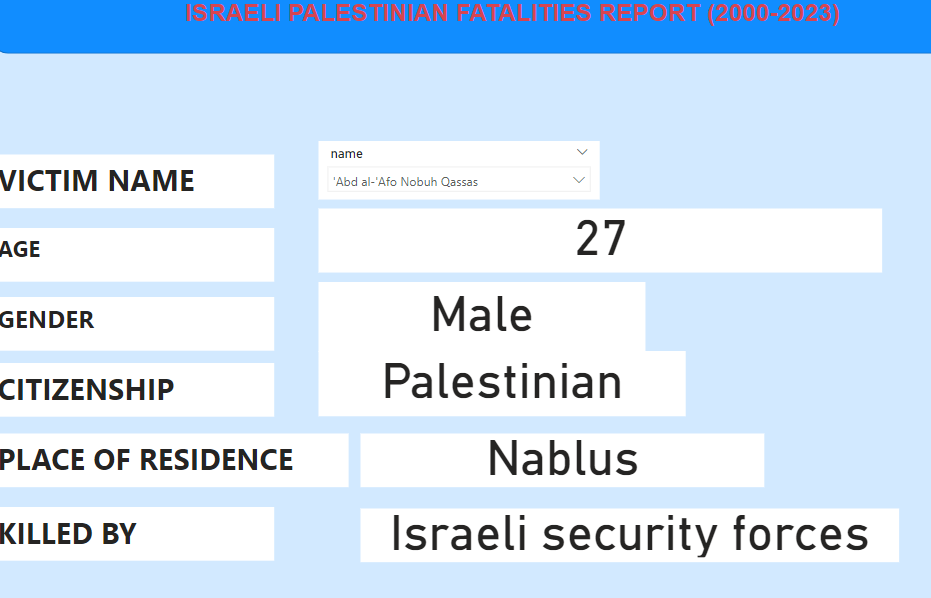 ISRAELI PALESTINIAN FATALITIES REPORT (2000-2023)
VICTIM NAME
name
'Abd al-'Afo Nobuh Qassas
AGE
27
GENDER
Male
CITIZENSHIP
Palestinian
PLACE OF RESIDENCE
Nablus
KILLED BY
Israeli security forces